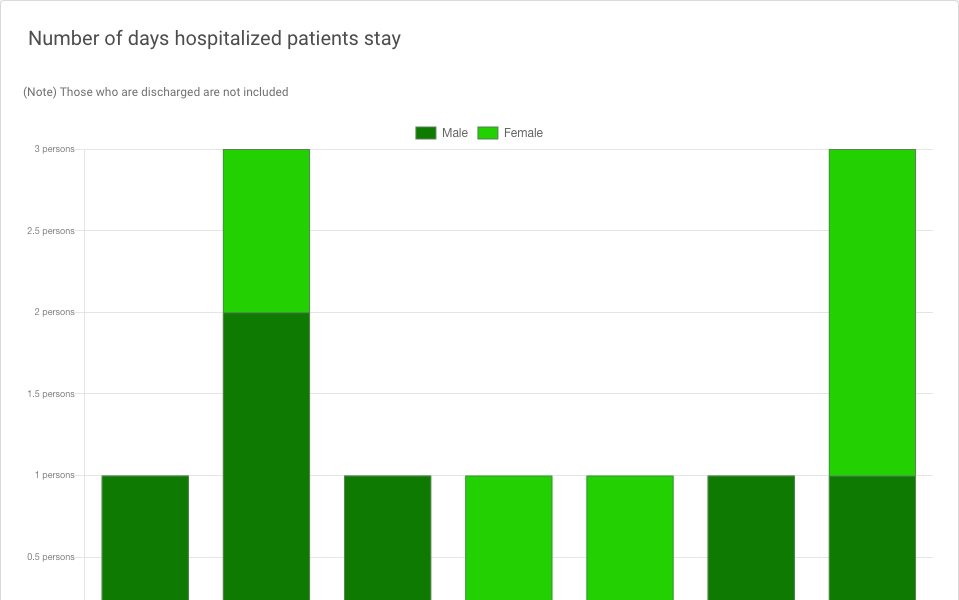 Number of days hospitalized patients stay
(Note) Those who are discharged are not included
Male Female
3 persons
2.5 persons
2 persons
1.5 persons
1 persons
0.5 persons